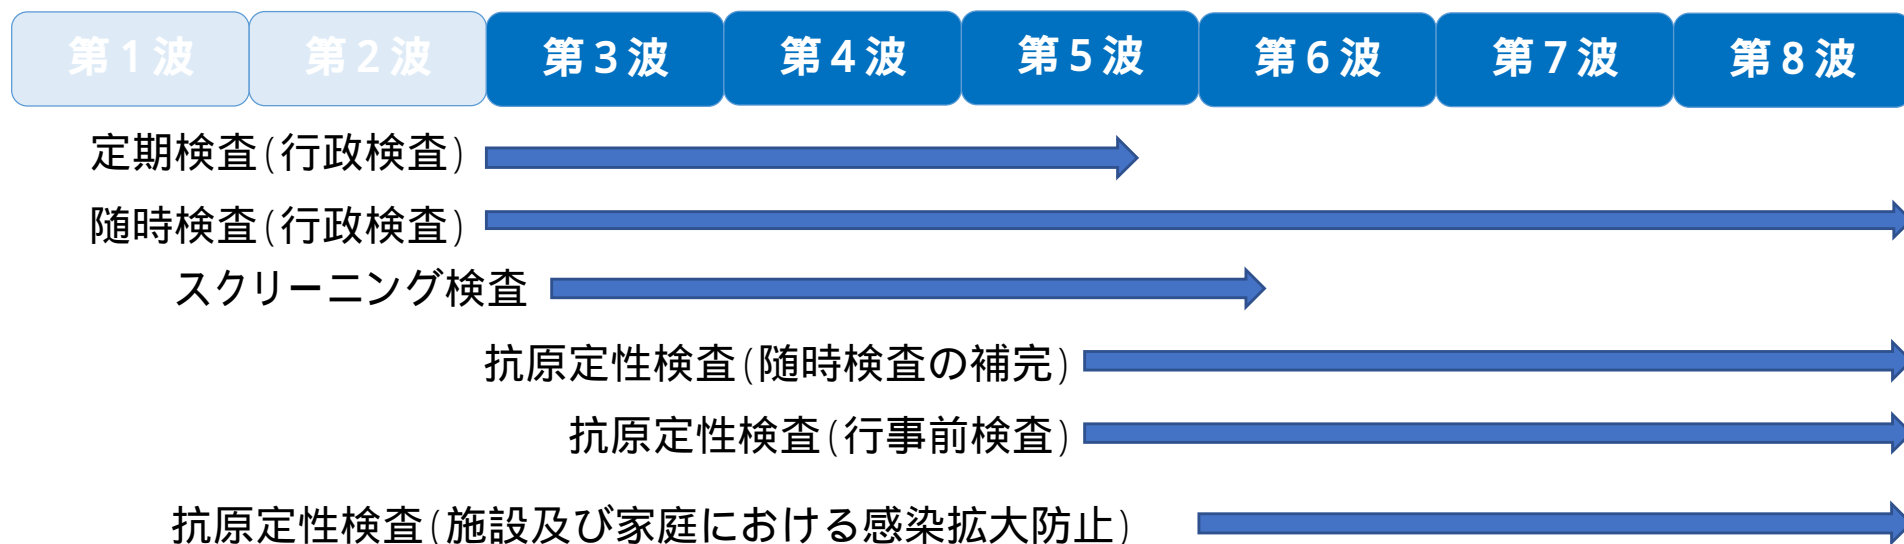 第1波 第2波 第3波 第4波 第5波 第6波 第7波 第8波
定期検査(行政検査)
随時検査(行政検査)
スクリーニング検査
抗原定性検査(随時検査の補完)
抗原定性検査(行事前検査)
抗原定性検査(施設及び家庭における感染拡大防止)